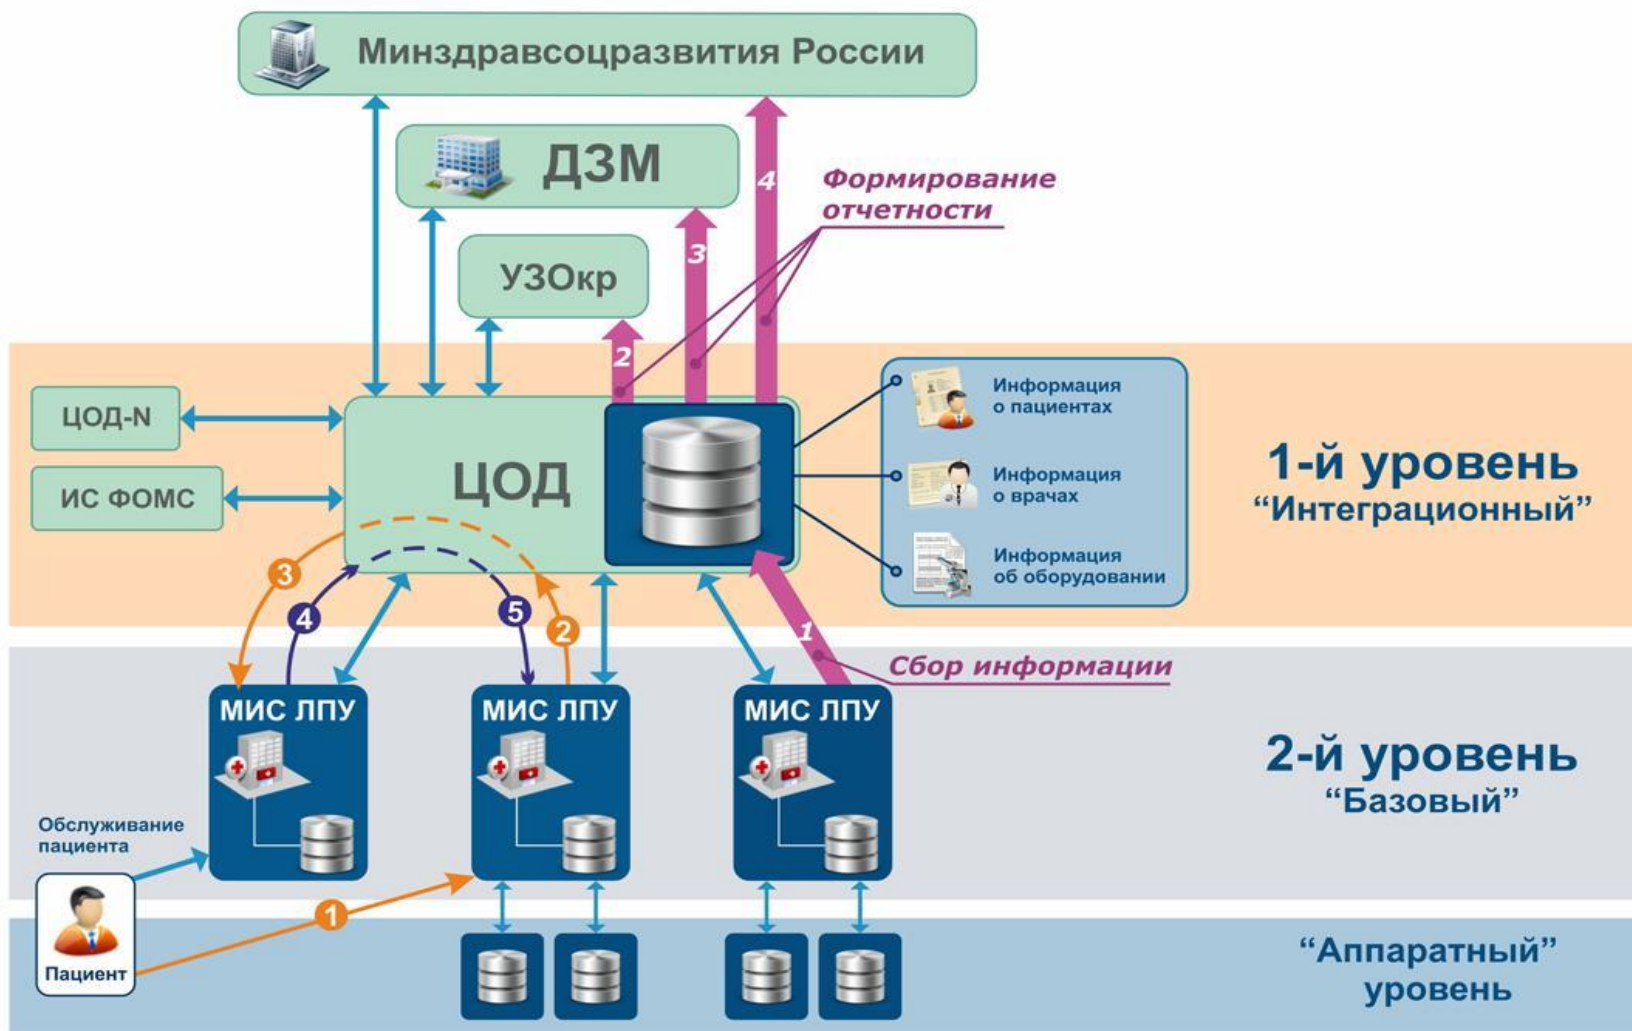 Минздравсоцразвития России
ДЗМ
4
Формирование
отчетности
3
УЗОкр
2
ЦОД-N
ИС ФОМС
ЦОД
Информация
о пациентах
Информация
о врачах
Информация
об оборудовании
1-й уровень
“Интеграционный”
3
4
5
2
1
Сбор информации
МИС ЛПУ
МИС ЛПУ
МИС ЛПУ
2-й уровень
“Базовый”
Обслуживание
пациента
1
Пациент
“Аппаратный”
уровень